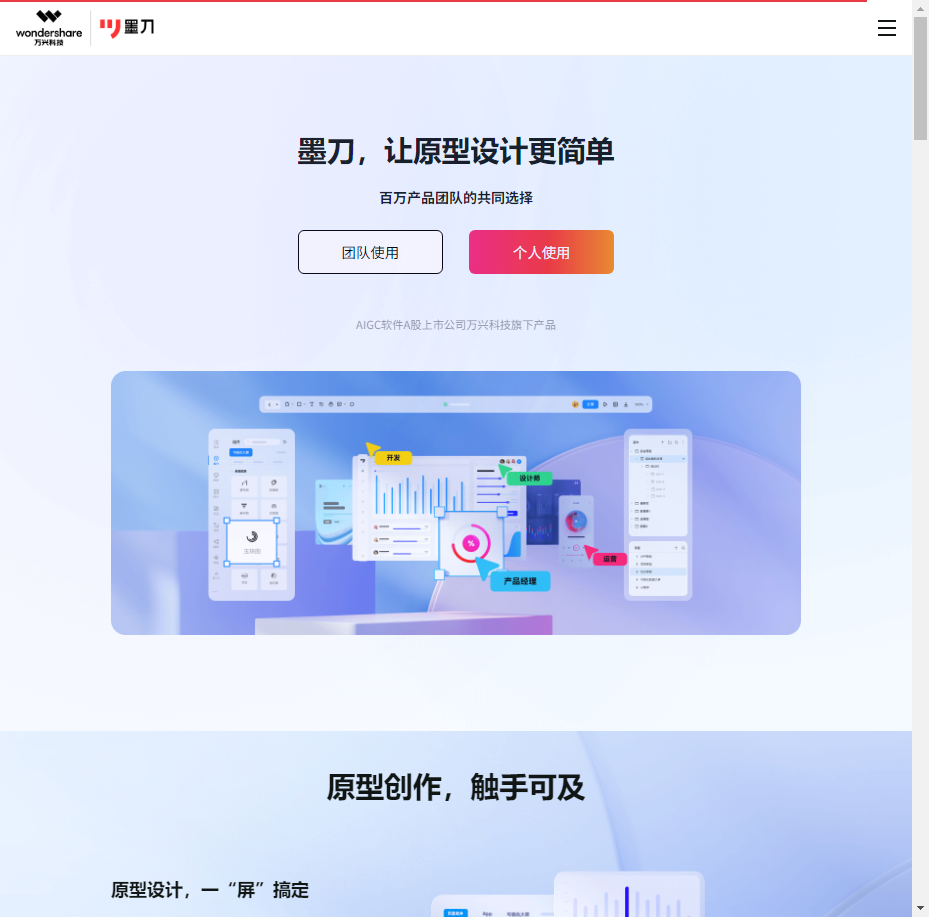 wondershare
万兴科技
墨刀
墨刀，让原型设计更简单
百万产品团队的共同选择
团队使用
个人使用
AIGC软件A股上市公司万兴科技旗下产品
开发
设计师
运营
产品经理
原型创作，触手可及
原型设计，一“屏”搞定
App